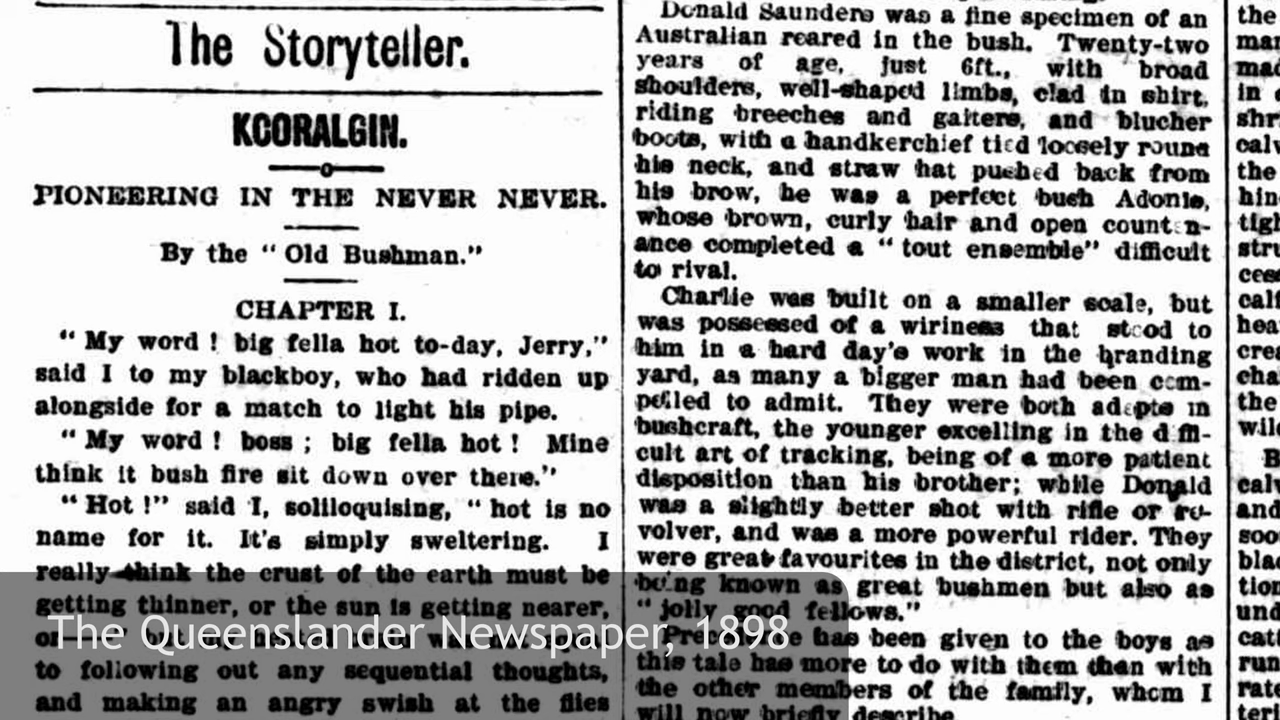 The Storyteller.
KCORALGIN.
PIONEERING IN THE NEVER NEVER.
By the " Old Bushman."
CHAPTER I.
" My word ! big fella hot to-day, Jerry,"
said I to my blackboy, who had ridden up
alongside for a match to light his pipe.
" My word ! boss ; big fella hot ! Mine
think it bush fire sit down over there."
" Hot !" said I, soliloquising, " hot is no
name for it. It's simply sweltering. I
really think the crust of the earth must be
getting thinner, or the sun is getting nearer,
or
to following out any sequential thoughts,
and making an angry swish at the flies
Donald Saunders was a fine specimen of an
Australian reared in the bush. Twenty-two
years of age, just 6ft., with broad
shoulders, well-shaped limbs, clad in shirt,
riding breeches and gaiters, and blucher
boots, with a handkerchief tied loosely round
his neck, and straw hat pushed back from
his brow, he was a perfect bush Adonis,
whose brown, curly hair and open counten-
ance completed a " tout ensemble" difficult
to rival.
Charlie was built on a smaller scale, but
was possessed of a wiriness that stood to
him in a hard day's work in the branding
yard, as many a bigger man had been com-
pelled to admit. They were both adepts in
bushcraft, the younger excelling in the diffi-
cult art of tracking, being of a more patient
disposition than his brother; while Donald
was a slightly better shot with rifle or re-
volver, and was a more powerful rider. They
were great favourites in the district, not only
being known as great bushmen but also as
" jolly good fellows."
has been given to the boys as
this tale has more to do with them than with
the other members of the family, whom I
will now briefly describe.
The Queenslander Newspaper, 1898